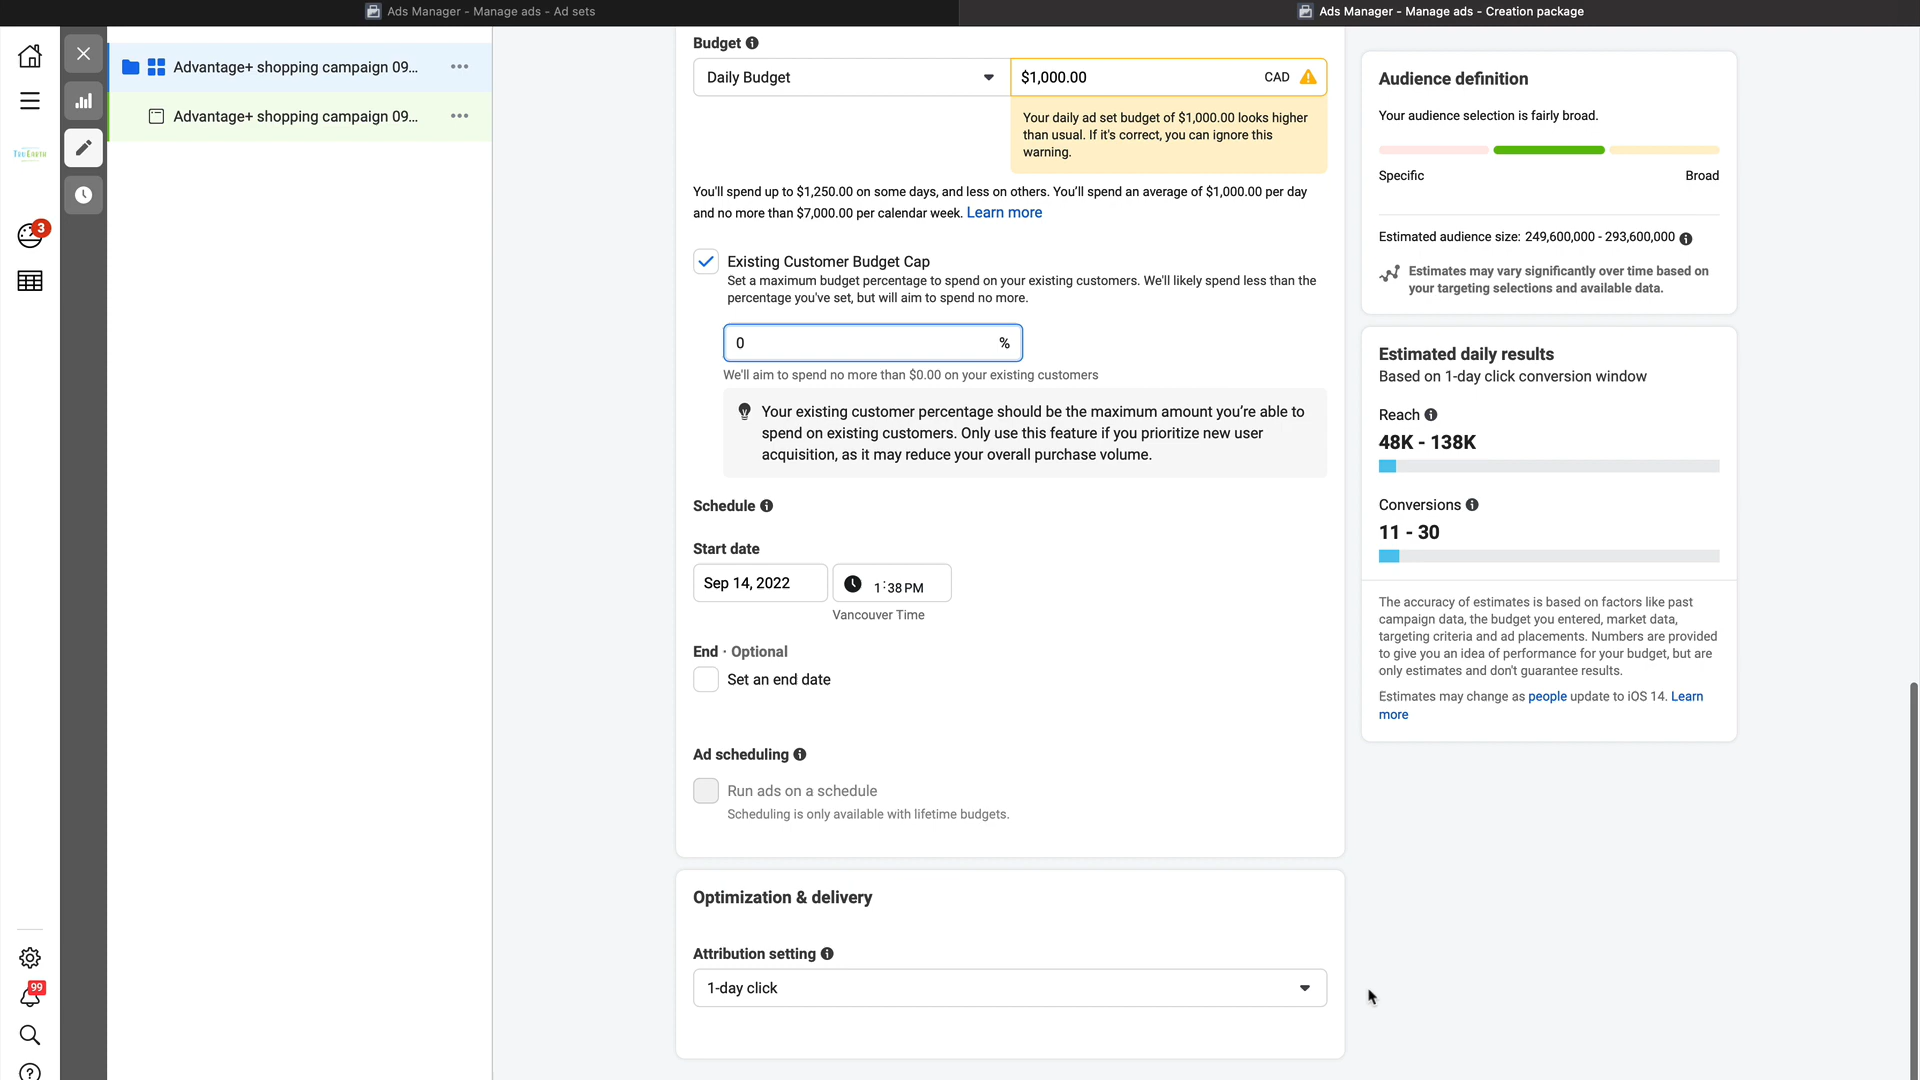 Ads Manager - Manage ads - Ad sets
Ads Manager - Manage ads - Creation package
3
99
Advantage+ shopping campaign 09...
Advantage+ shopping campaign 09...
Budget
Daily Budget
$1,000.00
CAD
Your daily ad set budget of $1,000.00 looks higher
than usual. If it's correct, you can ignore this
warning.
You'll spend up to $1,250.00 on some days, and less on others. You'll spend an average of $1,000.00 per day
and no more than $7,000.00 per calendar week. Learn more
Existing Customer Budget Cap
Set a maximum budget percentage to spend on your existing customers. We'll likely spend less than the
percentage you've set, but will aim to spend no more.
0 %
We'll aim to spend no more than $0.00 on your existing customers
Your existing customer percentage should be the maximum amount you're able to
spend on existing customers. Only use this feature if you prioritize new user
acquisition, as it may reduce your overall purchase volume.
Schedule
Start date
Sep 14, 2022
1:38 PM
Vancouver Time
End · Optional
Set an end date
Ad scheduling
Run ads on a schedule
Scheduling is only available with lifetime budgets.
Optimization & delivery
Attribution setting
1-day click
Audience definition
Your audience selection is fairly broad.
Specific
Broad
Estimated audience size: 249,600,000 - 293,600,000
Estimates may vary significantly over time based on
your targeting selections and available data.
Estimated daily results
Based on 1-day click conversion window
Reach
48K - 138K
Conversions
11 - 30
The accuracy of estimates is based on factors like past
campaign data, the budget you entered, market data,
targeting criteria and ad placements. Numbers are provided
to give you an idea of performance for your budget, but are
only estimates and don't guarantee results.
Estimates may change as people update to iOS 14. Learn
more